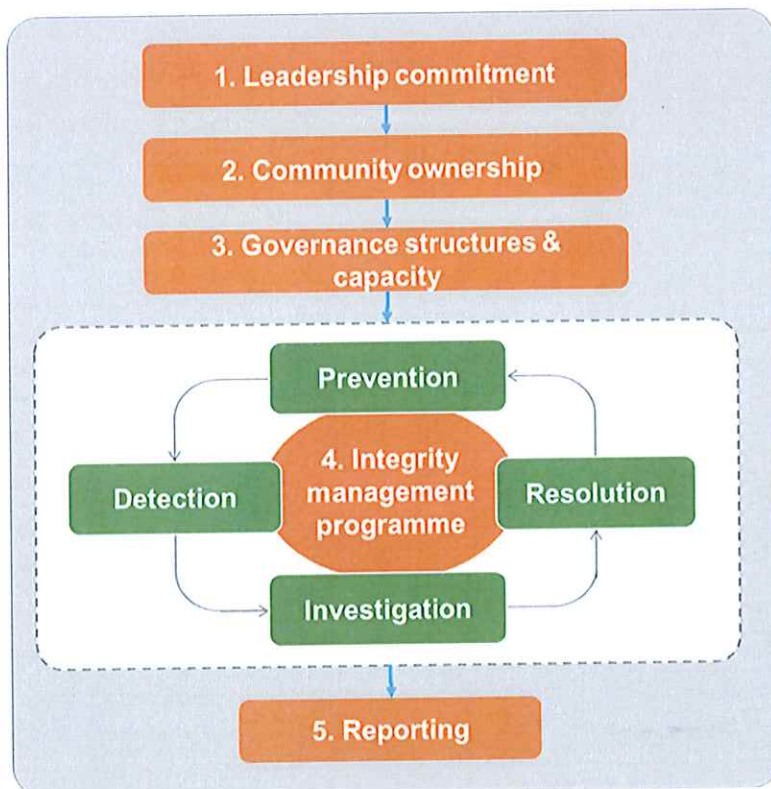 1. Leadership commitment
2. Community ownership
3. Governance structures &
capacity
Prevention
4. Integrity
management
programme
Detection
Resolution
Investigation
5. Reporting